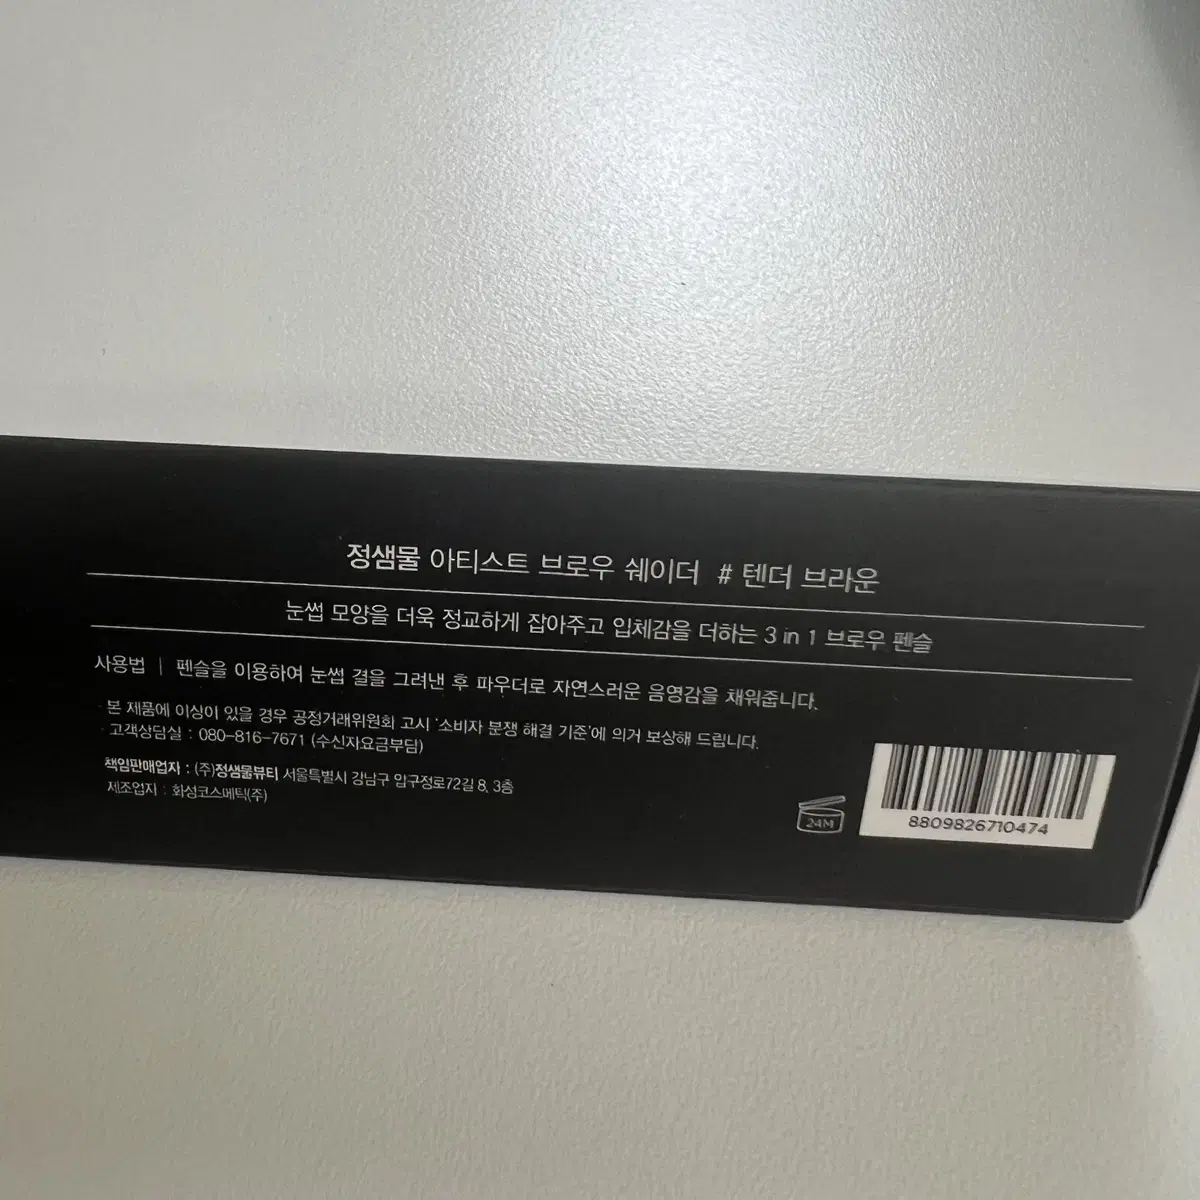 정샘물 아티스트 브로우 쉐이더 # 텐더 브라운
눈썹 모양을 더욱 정교하게 잡아주고 입체감을 더하는 3 in 1 브로우 펜슬
사용법 | 펜슬을 이용하여 눈썹 결을 그려낸 후 파우더로 자연스러운 음영감을 채워줍니다.
· 본 제품에 이상이 있을 경우 공정거래위원회 고시 '소비자 분쟁 해결 기준'에 의거 보상해 드립니다.
· 고객상담실 : 080-816-7671 (수신자요금부담)
책임판매업자 : (주)정샘물뷰티 서울특별시 강남구 압구정로72길 8, 3층
제조업자 : 화성코스메틱(주)
24M
8809826710474